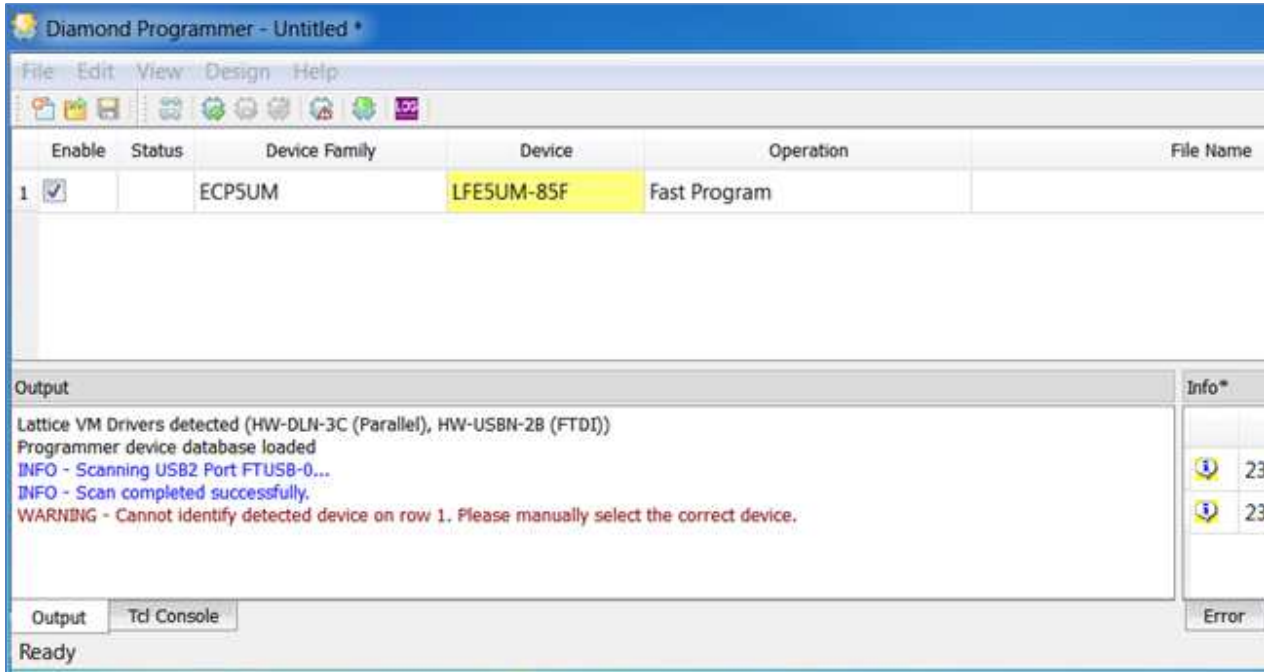 Diamond Programmer - Untitled *
File Edit View Design Help
LOG
Enable Status Device Family Device Operation File Name
1 ECP5UM LFE5UM-85F Fast Program
Output
Info*
Lattice VM Drivers detected (HW-DLN-3C (Parallel), HW-USBN-2B (FTDI))
Programmer device database loaded
INFO - Scanning USB2 Port FTUSB-0...
INFO - Scan completed successfully.
WARNING - Cannot identify detected device on row 1. Please manually select the correct device.
23
23
Output Tcl Console
Error
Ready